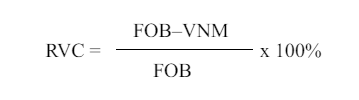 FOB–VNM
RVC = x 100%
FOB